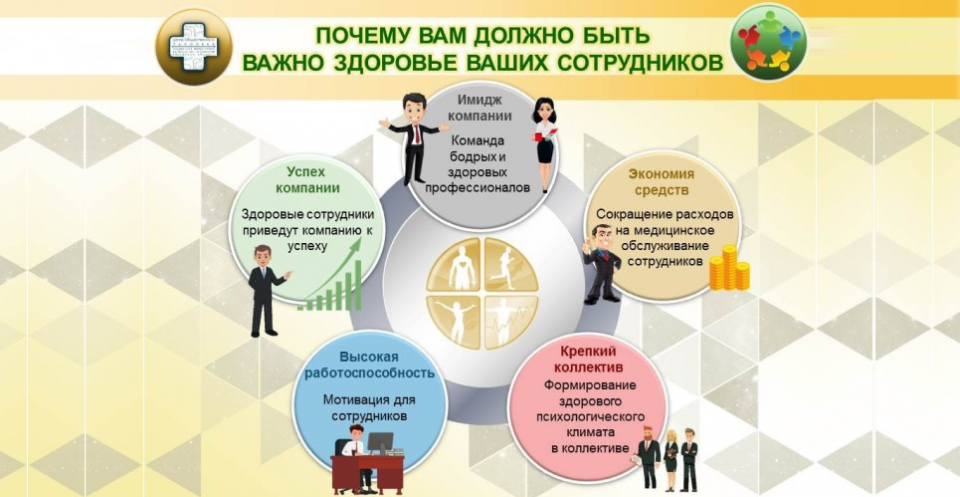 ПОЧЕМУ ВАМ ДОЛЖНО БЫТЬ
ВАЖНО ЗДОРОВЬЕ ВАШИХ СОТРУДНИКОВ
Имидж
компании
Команда
бодрых и
здоровых
профессионалов
Успех
компании
Здоровые сотрудники
приведут компанию к
успеху
Экономия
средств
Сокращение расходов
на медицинское
обслуживание
сотрудников
Высокая
работоспособность
Мотивация для
сотрудников
Крепкий
коллектив
Формирование
здорового
психологического
климата
в коллективе